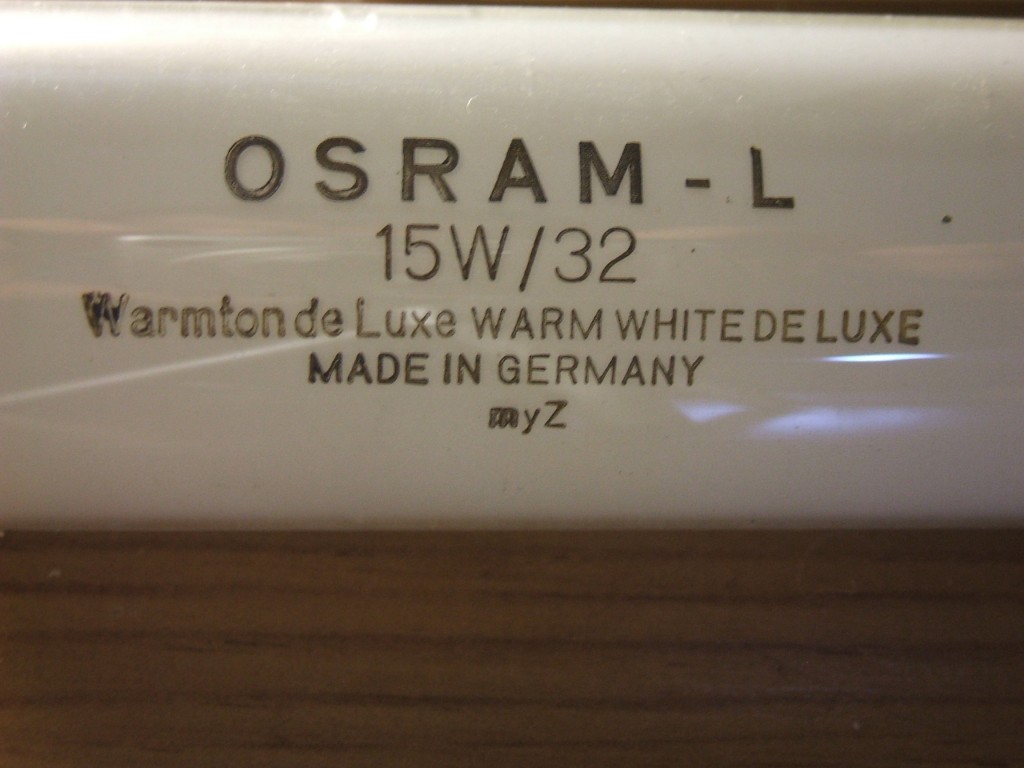 OSRAM - L
15W/32
Warmton de Luxe WARM WHITE DE LUXE
MADE IN GERMANY
myZ